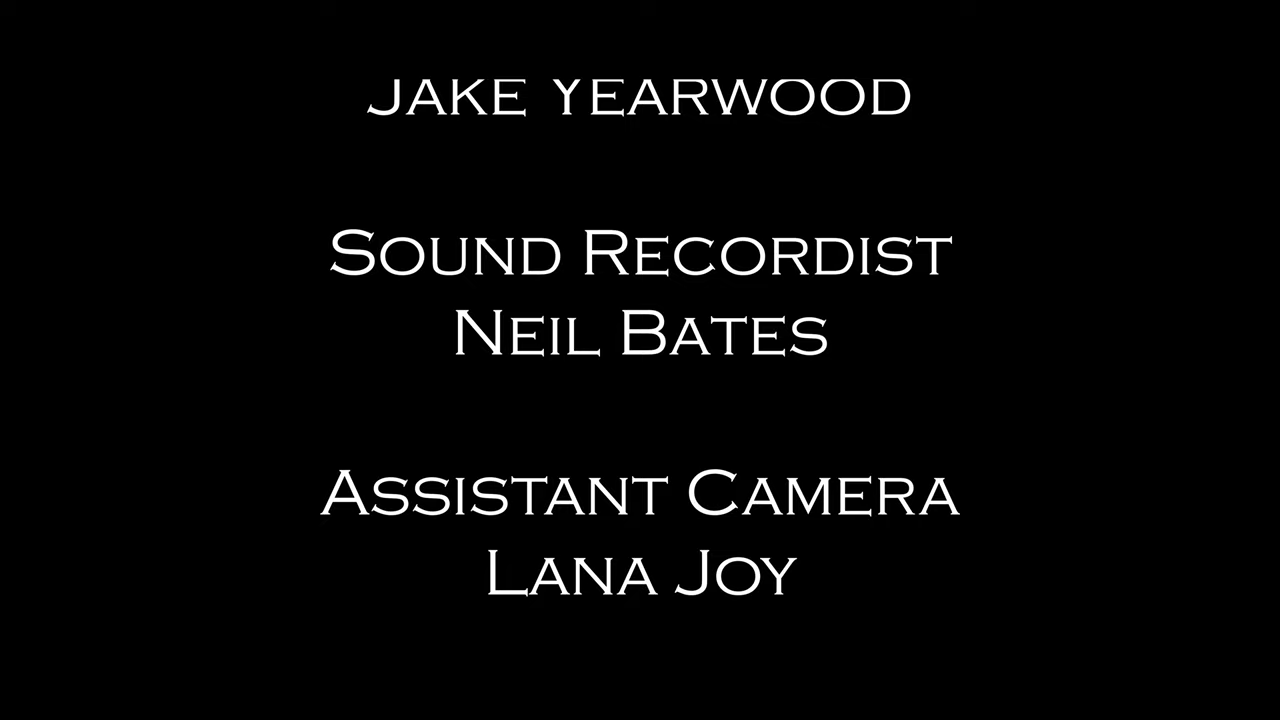 Jake Yearwood
Sound Recordist
Neil Bates
Assistant Camera
Lana Joy